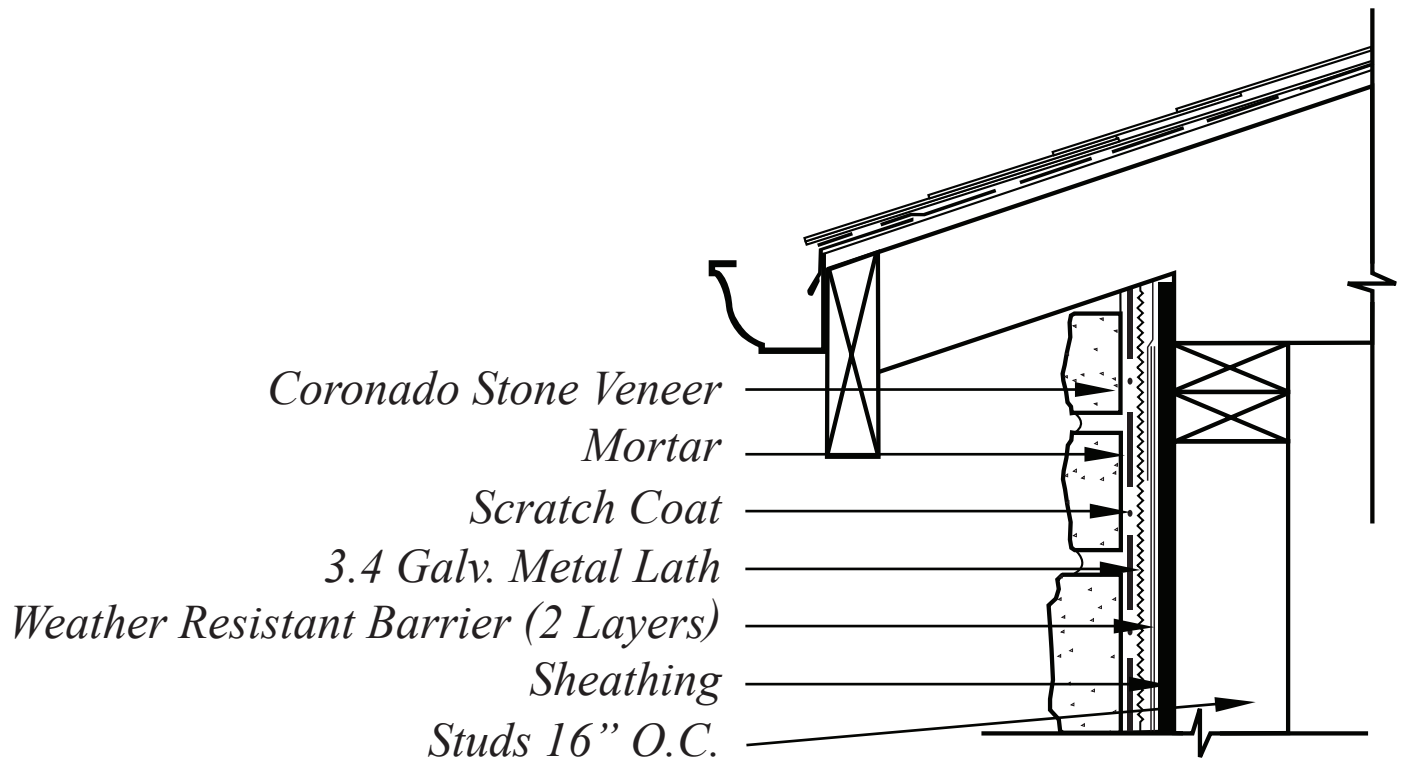 Coronado Stone Veneer
Mortar
Scratch Coat
3.4 Galv. Metal Lath
Weather Resistant Barrier (2 Layers)
Sheathing
Studs 16” O.C.